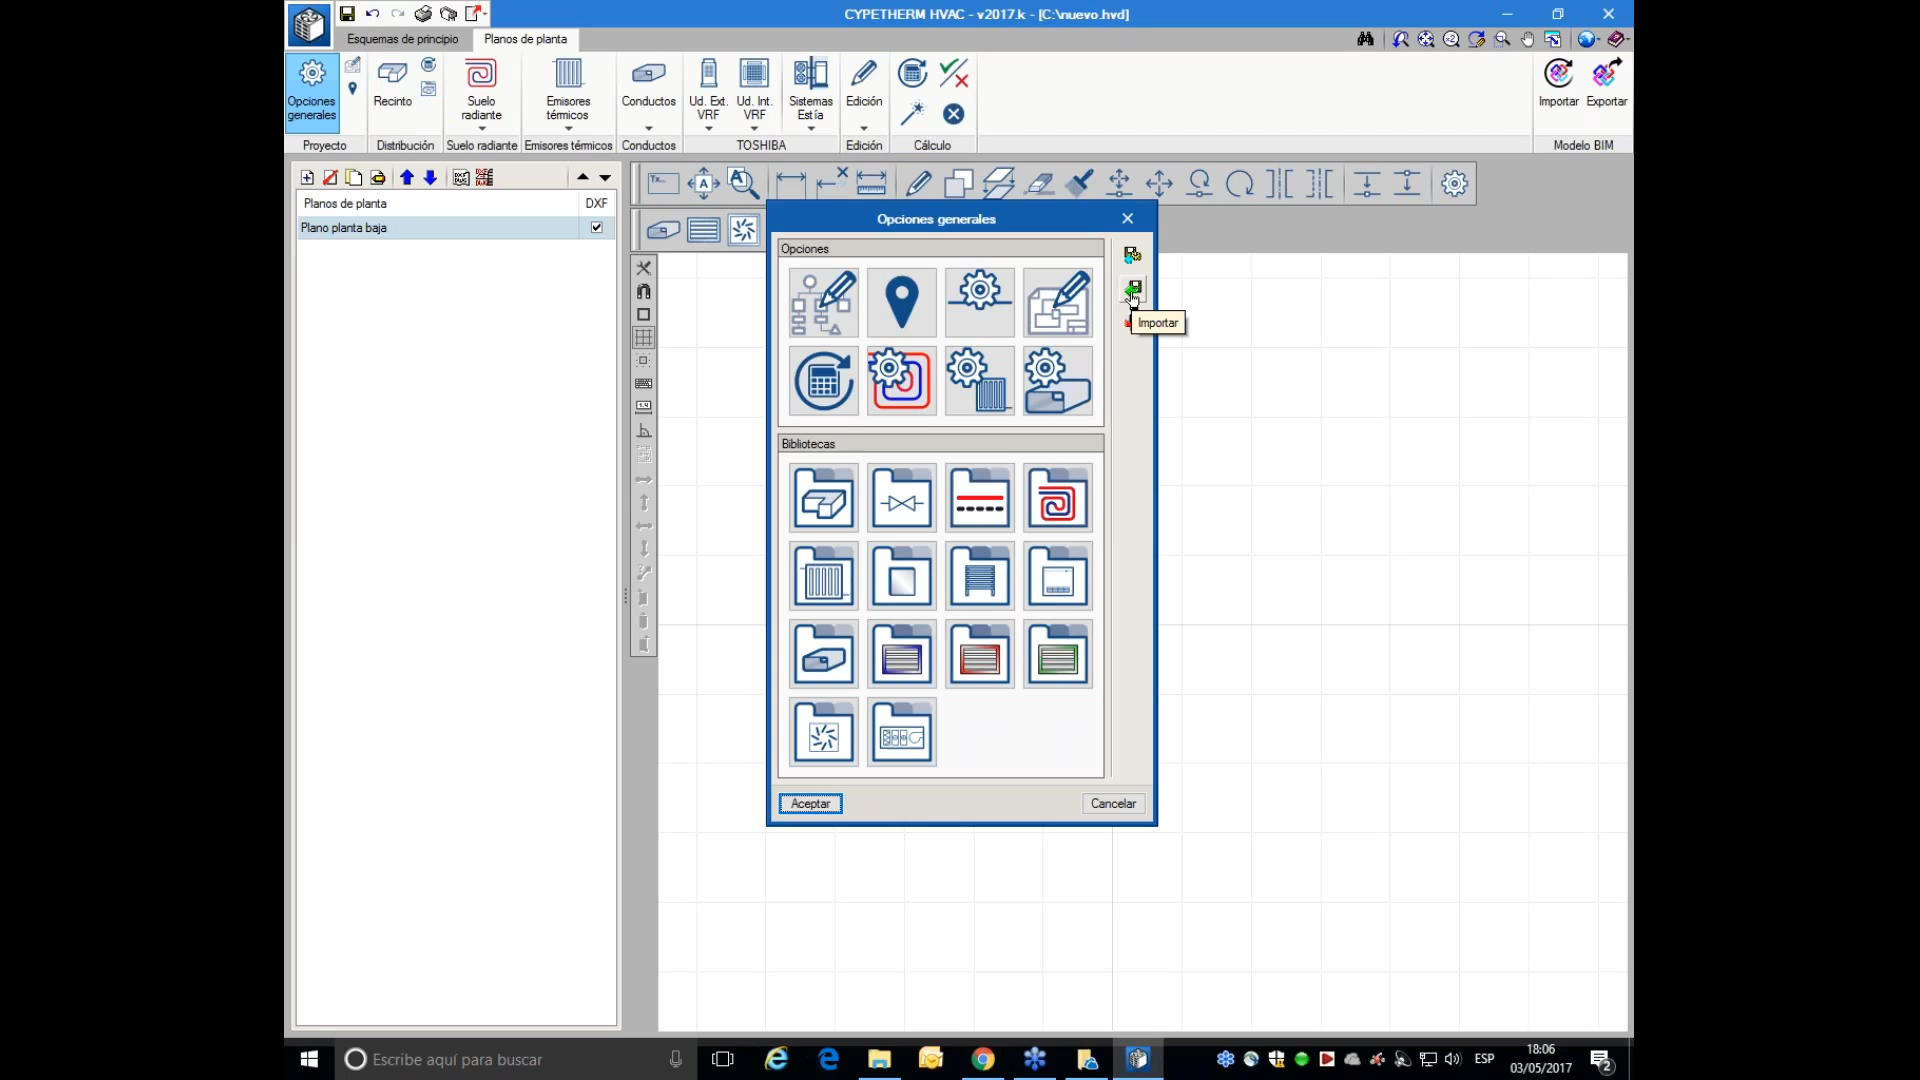 CYPETHERM HVAC - v2017.k - [C:\nuevo.hvd]
Esquemas de principio
Planos de planta
Opciones generales
Recinto
Suelo radiante
Emisores térmicos
Conductos
Ud. Ext. VRF
Ud. Int. VRF
Sistemas Estía
Edición
Importar
Exportar
Proyecto
Distribución
Suelo radiante
Emisores térmicos
Conductos
TOSHIBA
Edición
Cálculo
Modelo BIM
Planos de planta
DXF
Plano planta baja
Opciones generales
Opciones
Importar
Bibliotecas
Aceptar
Cancelar
Escribe aquí para buscar
ESP
18:06
03/05/2017
2